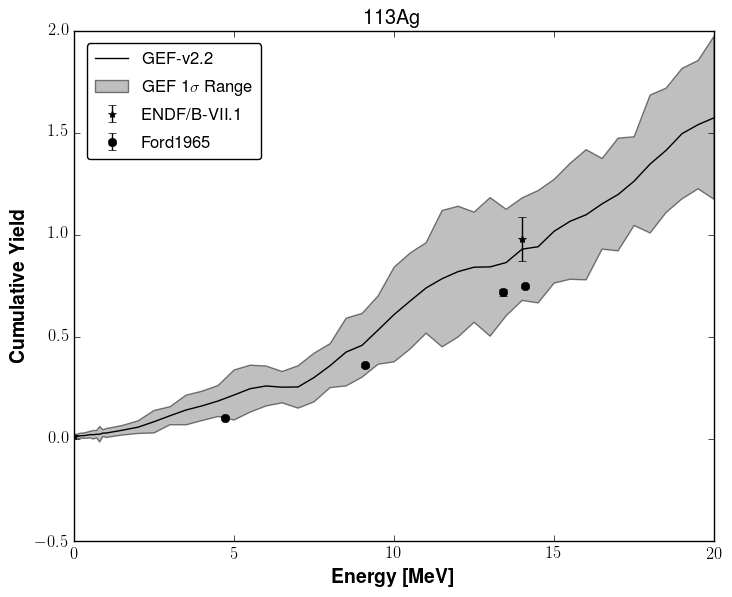 113Ag
GEF-v2.2
GEF 1σ Range
ENDF/B-VII.1
Ford1965
2.0
1.5
1.0
0.5
0.0
−0.5
Cumulative Yield
0 5 10 15 20
Energy [MeV]